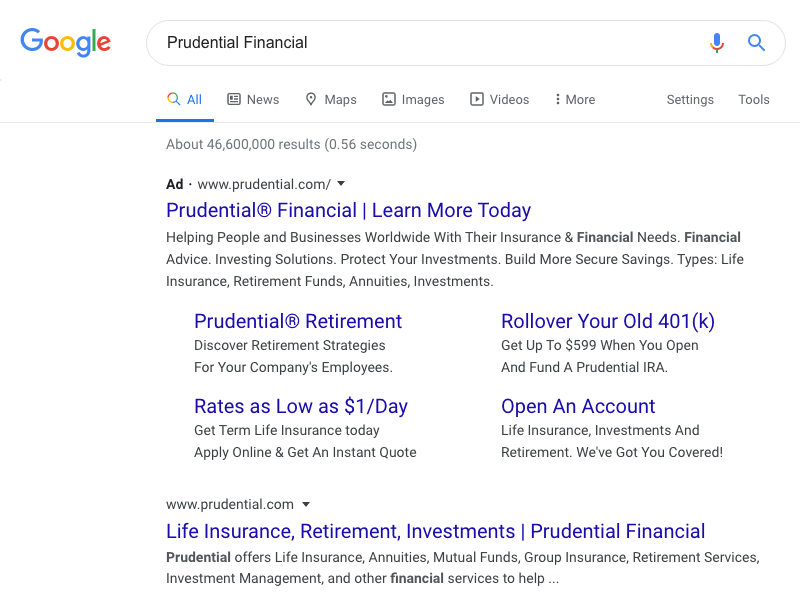 Google
Prudential Financial
All News Maps Images Videos More Settings Tools
About 46,600,000 results (0.56 seconds)
Ad · www.prudential.com/
Prudential® Financial | Learn More Today
Helping People and Businesses Worldwide With Their Insurance & Financial Needs. Financial
Advice. Investing Solutions. Protect Your Investments. Build More Secure Savings. Types: Life
Insurance, Retirement Funds, Annuities, Investments.
Prudential® Retirement
Discover Retirement Strategies
For Your Company's Employees.
Rollover Your Old 401(k)
Get Up To $599 When You Open
And Fund A Prudential IRA.
Rates as Low as $1/Day
Get Term Life Insurance today
Apply Online & Get An Instant Quote
Open An Account
Life Insurance, Investments And
Retirement. We've Got You Covered!
www.prudential.com
Life Insurance, Retirement, Investments | Prudential Financial
Prudential offers Life Insurance, Annuities, Mutual Funds, Group Insurance, Retirement Services,
Investment Management, and other financial services to help ...